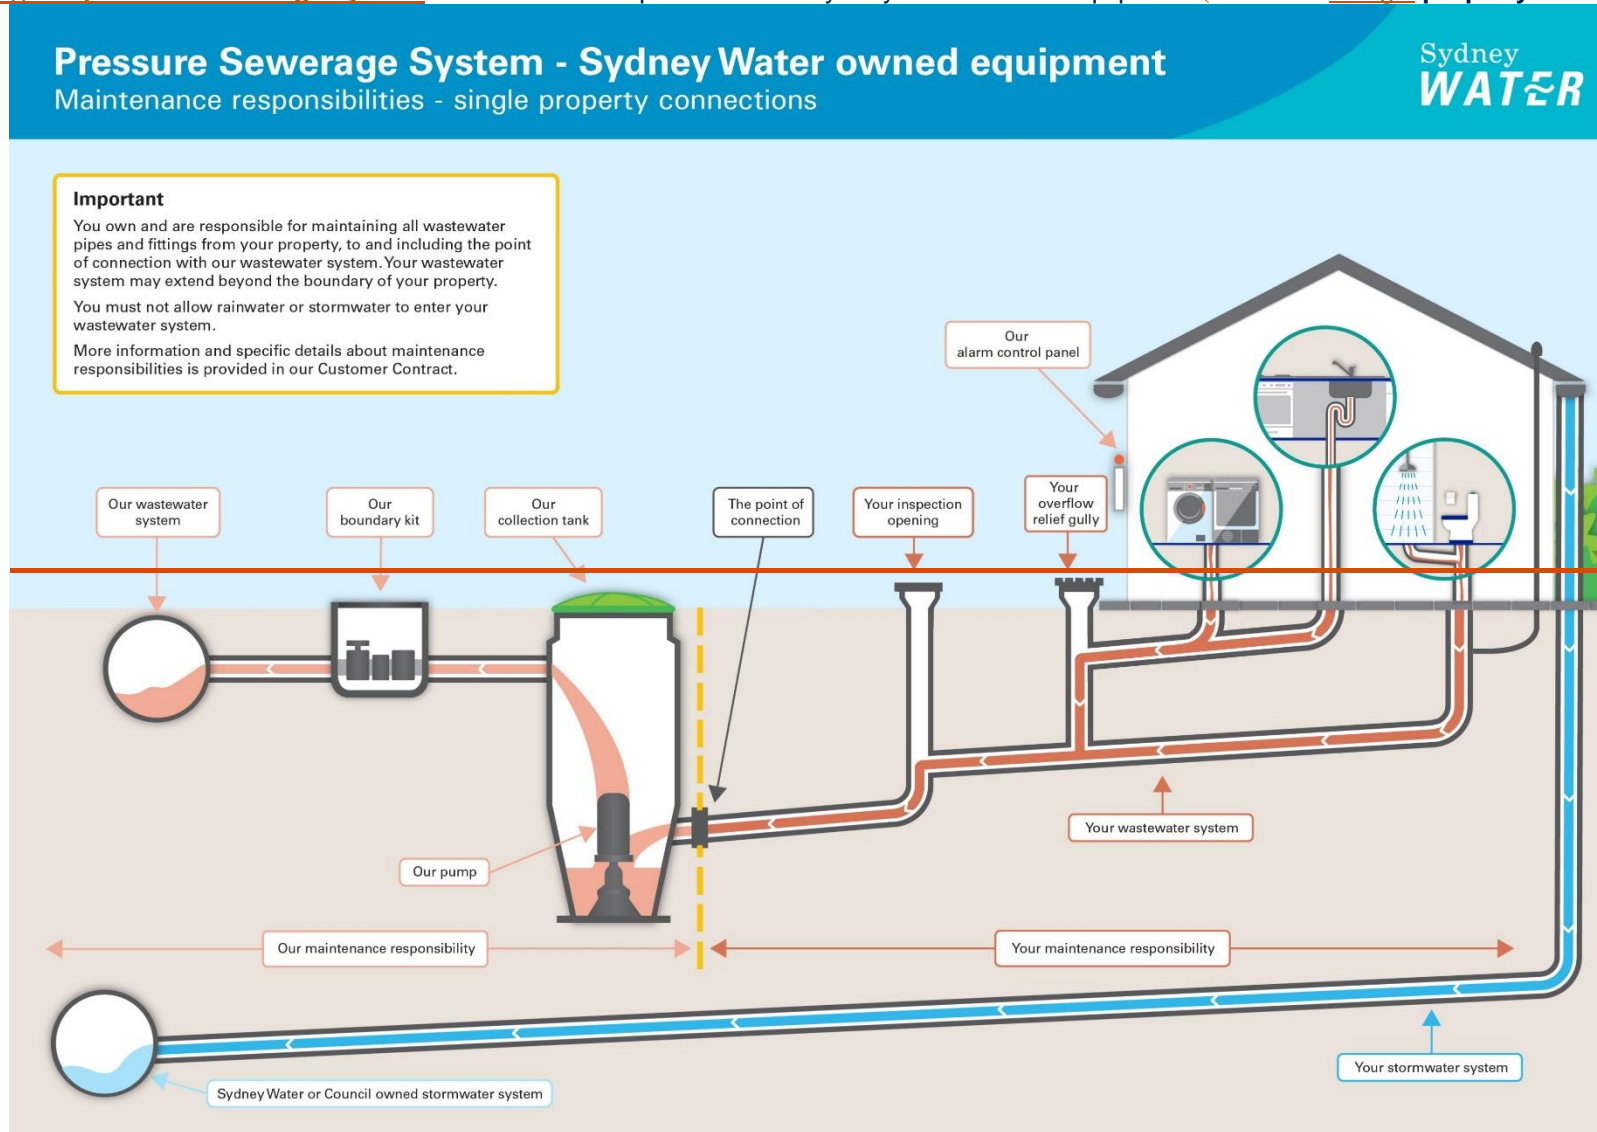 Pressure Sewerage System - Sydney Water owned equipment
Maintenance responsibilities - single property connections
Sydney
WATER
Important
You own and are responsible for maintaining all wastewater
pipes and fittings from your property, to and including the point
of connection with our wastewater system. Your wastewater
system may extend beyond the boundary of your property.
You must not allow rainwater or stormwater to enter your
wastewater system.
More information and specific details about maintenance
responsibilities is provided in our Customer Contract.
Our
alarm control panel
Our wastewater
system
Our
boundary kit
Our
collection tank
The point of
connection
Your inspection
opening
Your
overflow
relief gully
Our pump
Your wastewater system
Our maintenance responsibility
Your maintenance responsibility
Your stormwater system
Sydney Water or Council owned stormwater system